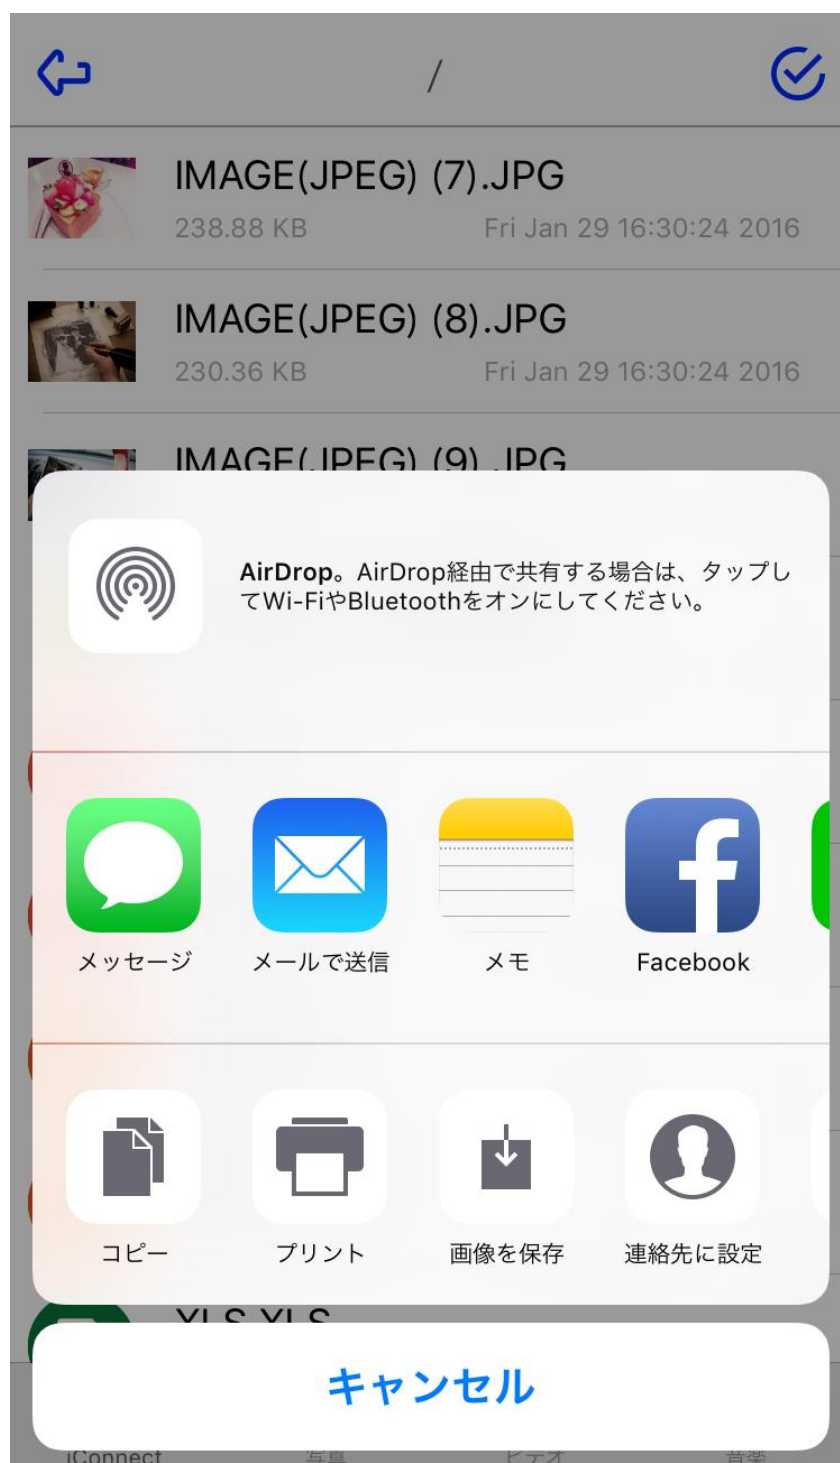 /
IMAGE(JPEG) (7).JPG
238.88 KB Fri Jan 29 16:30:24 2016
IMAGE(JPEG) (8).JPG
230.36 KB Fri Jan 29 16:30:24 2016
IMAGE(JPEG) (9).JPG
AirDrop。AirDrop経由で共有する場合は、タップし
てWi-FiやBluetoothをオンにしてください。
メッセージ メールで送信 メモ Facebook
コピー プリント 画像を保存 連絡先に設定
XLS.XLS
キャンセル
iConnect 写真 ビデオ 音楽